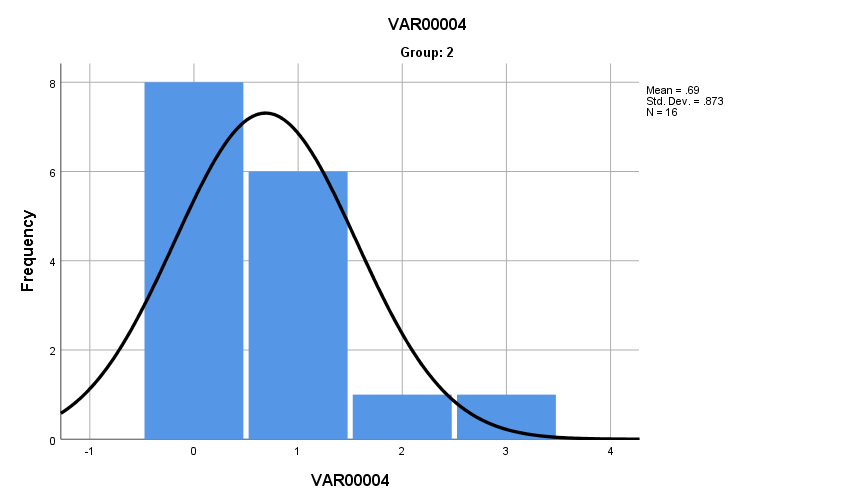 VAR00004
Group: 2
Mean = .69
Std. Dev. = .873
N = 16
Frequency
8
6
4
2
0
-1 0 1 2 3 4
VAR00004